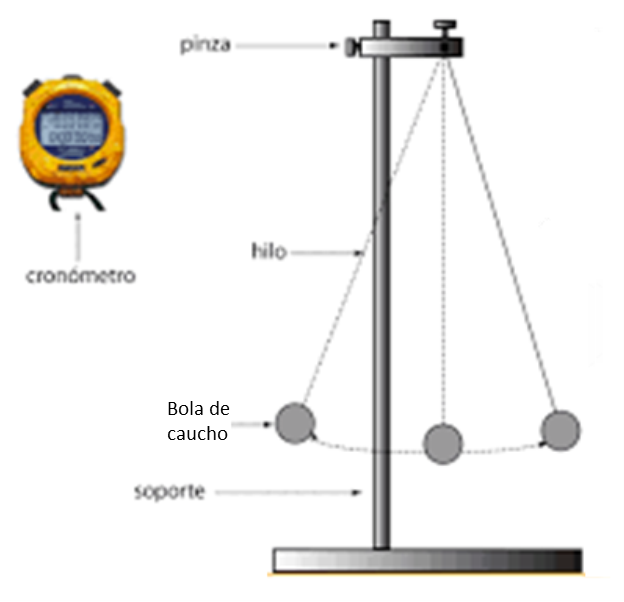 pinza
cronómetro
hilo
Bola de
caucho
soporte